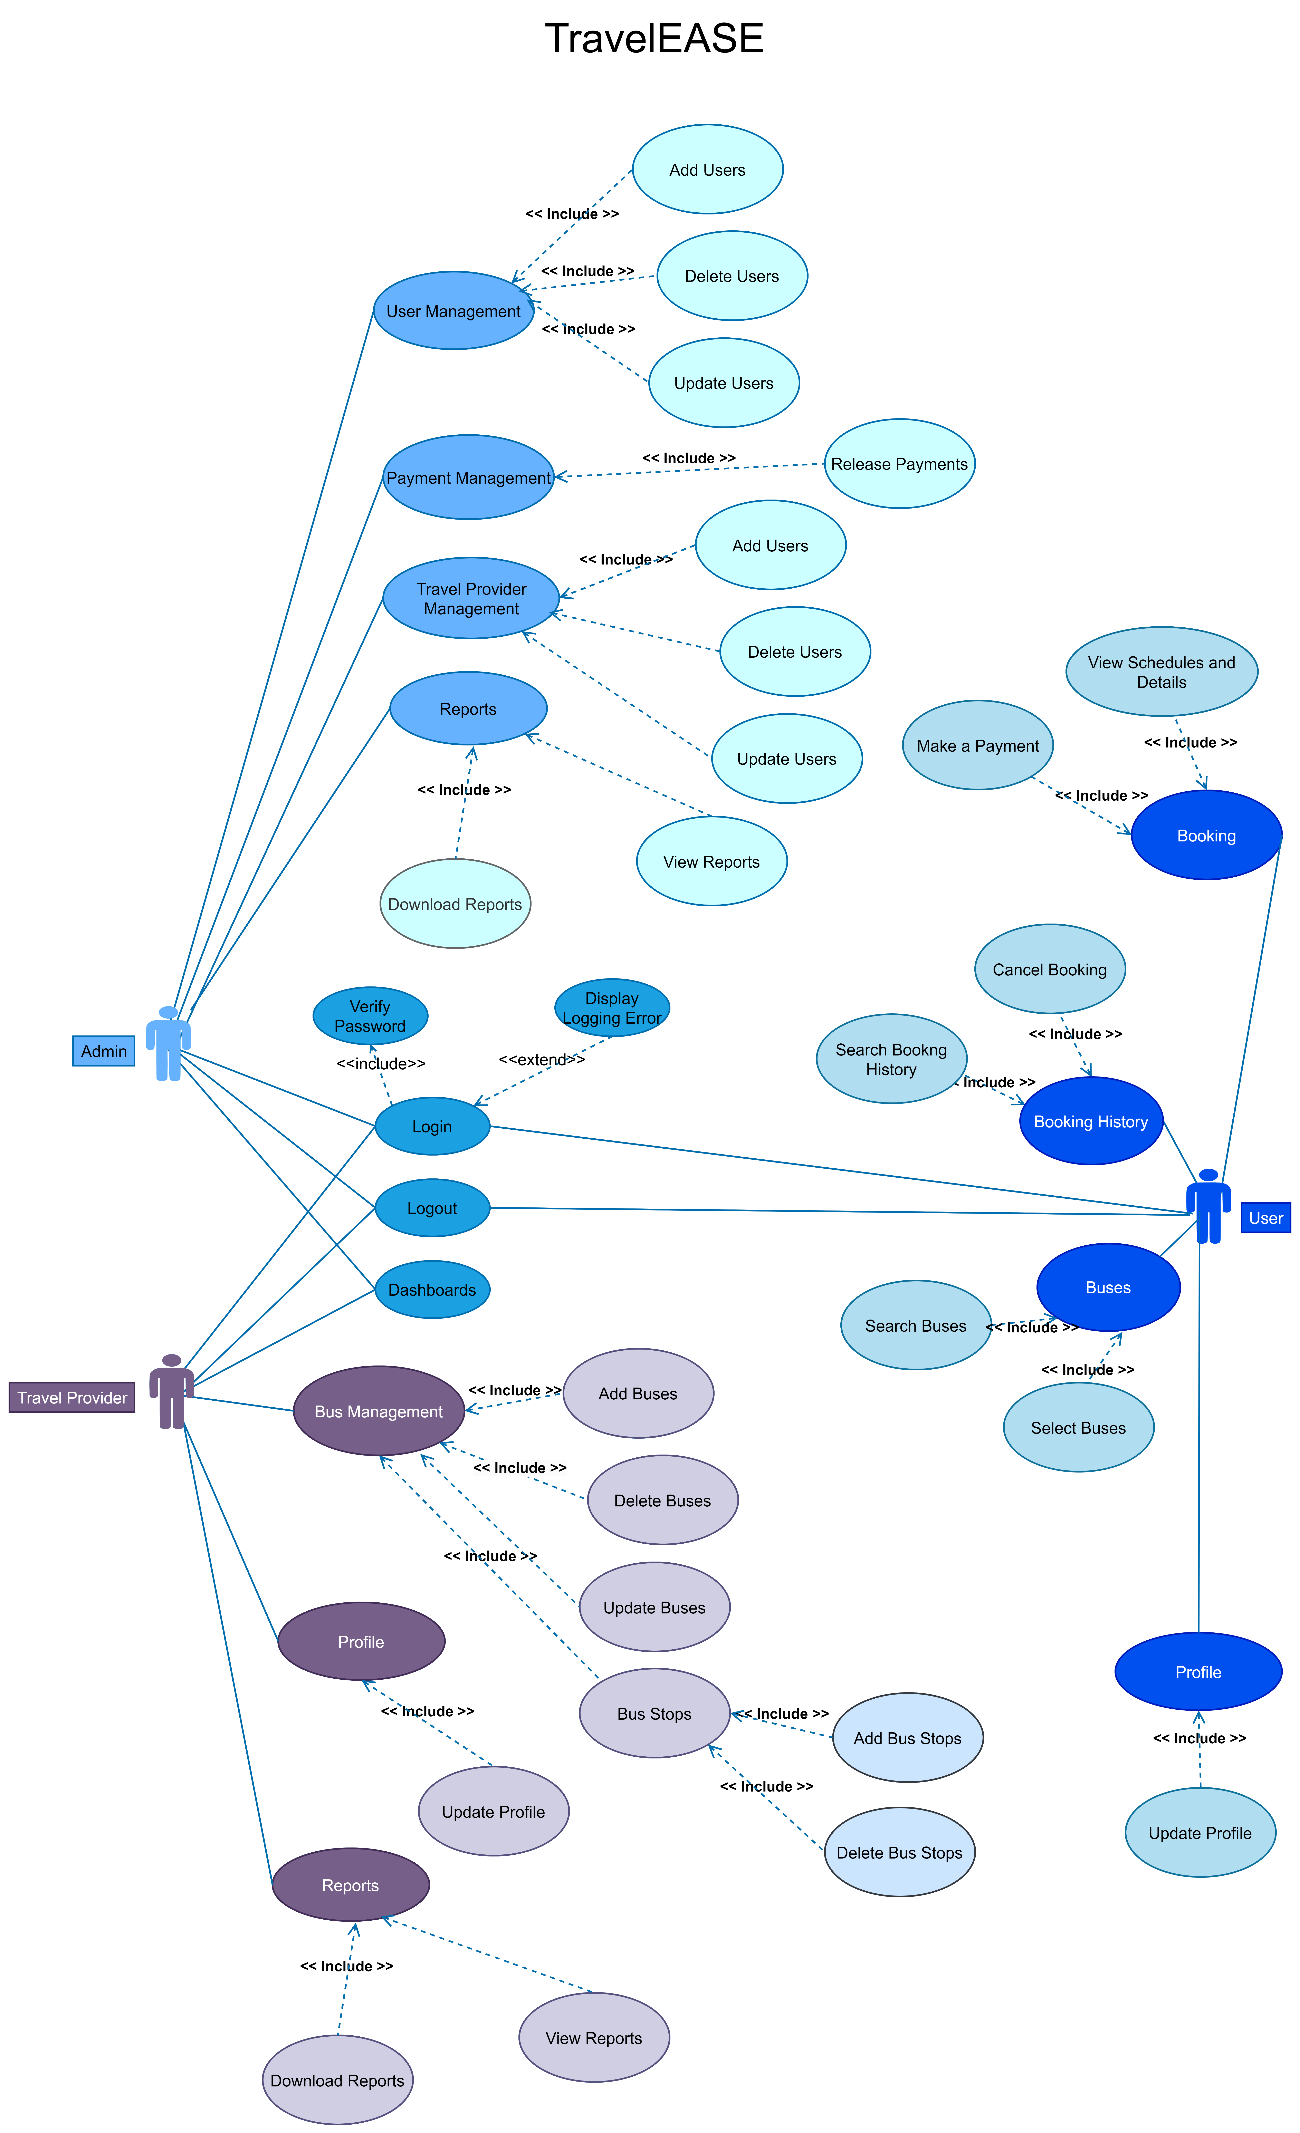 TravelEASE
Add Users
<< Include >>
Delete Users
<< Include >>
User Management
<< Include >>
Update Users
<< Include >>
Release Payments
Payment Management
Add Users
<< Include >>
Travel Provider
Management
Delete Users
View Schedules and
Details
Reports
Make a Payment
<< Include >>
Update Users
<< Include >>
<< Include >>
Booking
View Reports
Download Reports
Cancel Booking
Verify
Password
Display
Logging Error
<< Include >>
Admin
Search Bookng
History
<<include>>
<<extend>>
Include >>
Login
Booking History
Logout
User
Dashboards
Buses
Search Buses
<< Include >>
<< Include >>
Travel Provider
Bus Management
<< Include >>
Add Buses
Select Buses
<< Include >>
Delete Buses
<< Include >>
Update Buses
Profile
Profile
<< Include >>
Bus Stops
<< Include >>
Add Bus Stops
<< Include >>
<< Include >>
Update Profile
Update Profile
Delete Bus Stops
Reports
<< Include >>
View Reports
Download Reports